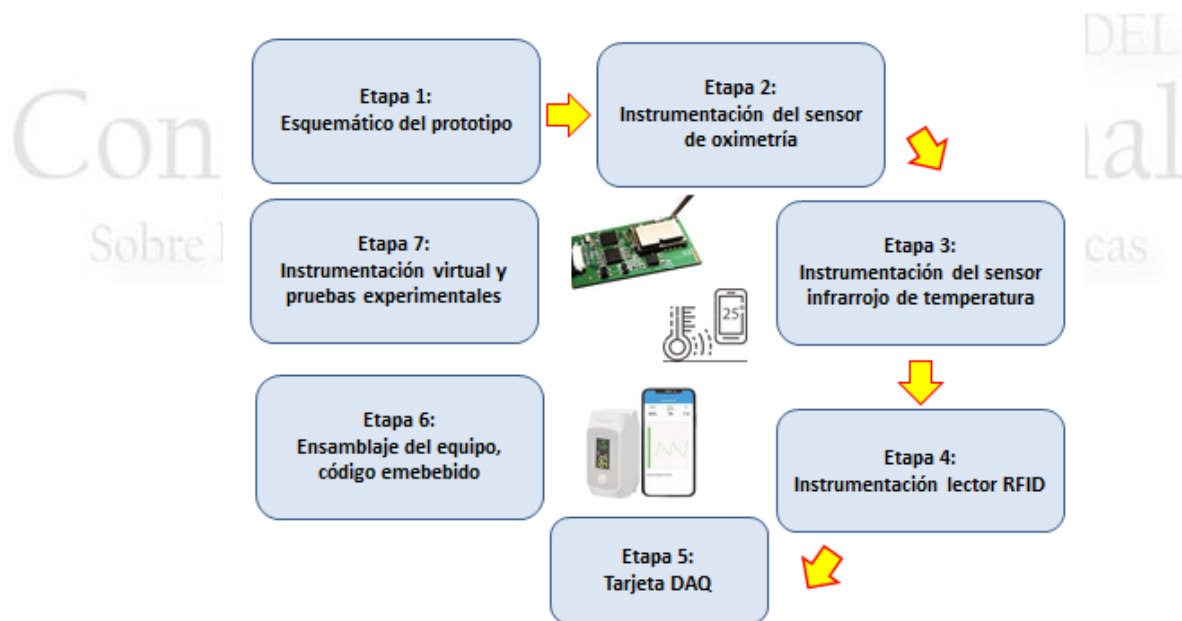 DEL
Con
nal
Sobre
cas
Etapa 1:
Esquemático del prototipo
Etapa 2:
Instrumentación del sensor
de oximetría
Etapa 3:
Instrumentación del sensor
infrarrojo de temperatura
Etapa 4:
Instrumentación lector RFID
Etapa 5:
Tarjeta DAQ
Etapa 6:
Ensamblaje del equipo,
código emebebido
Etapa 7:
Instrumentación virtual y
pruebas experimentales
25°